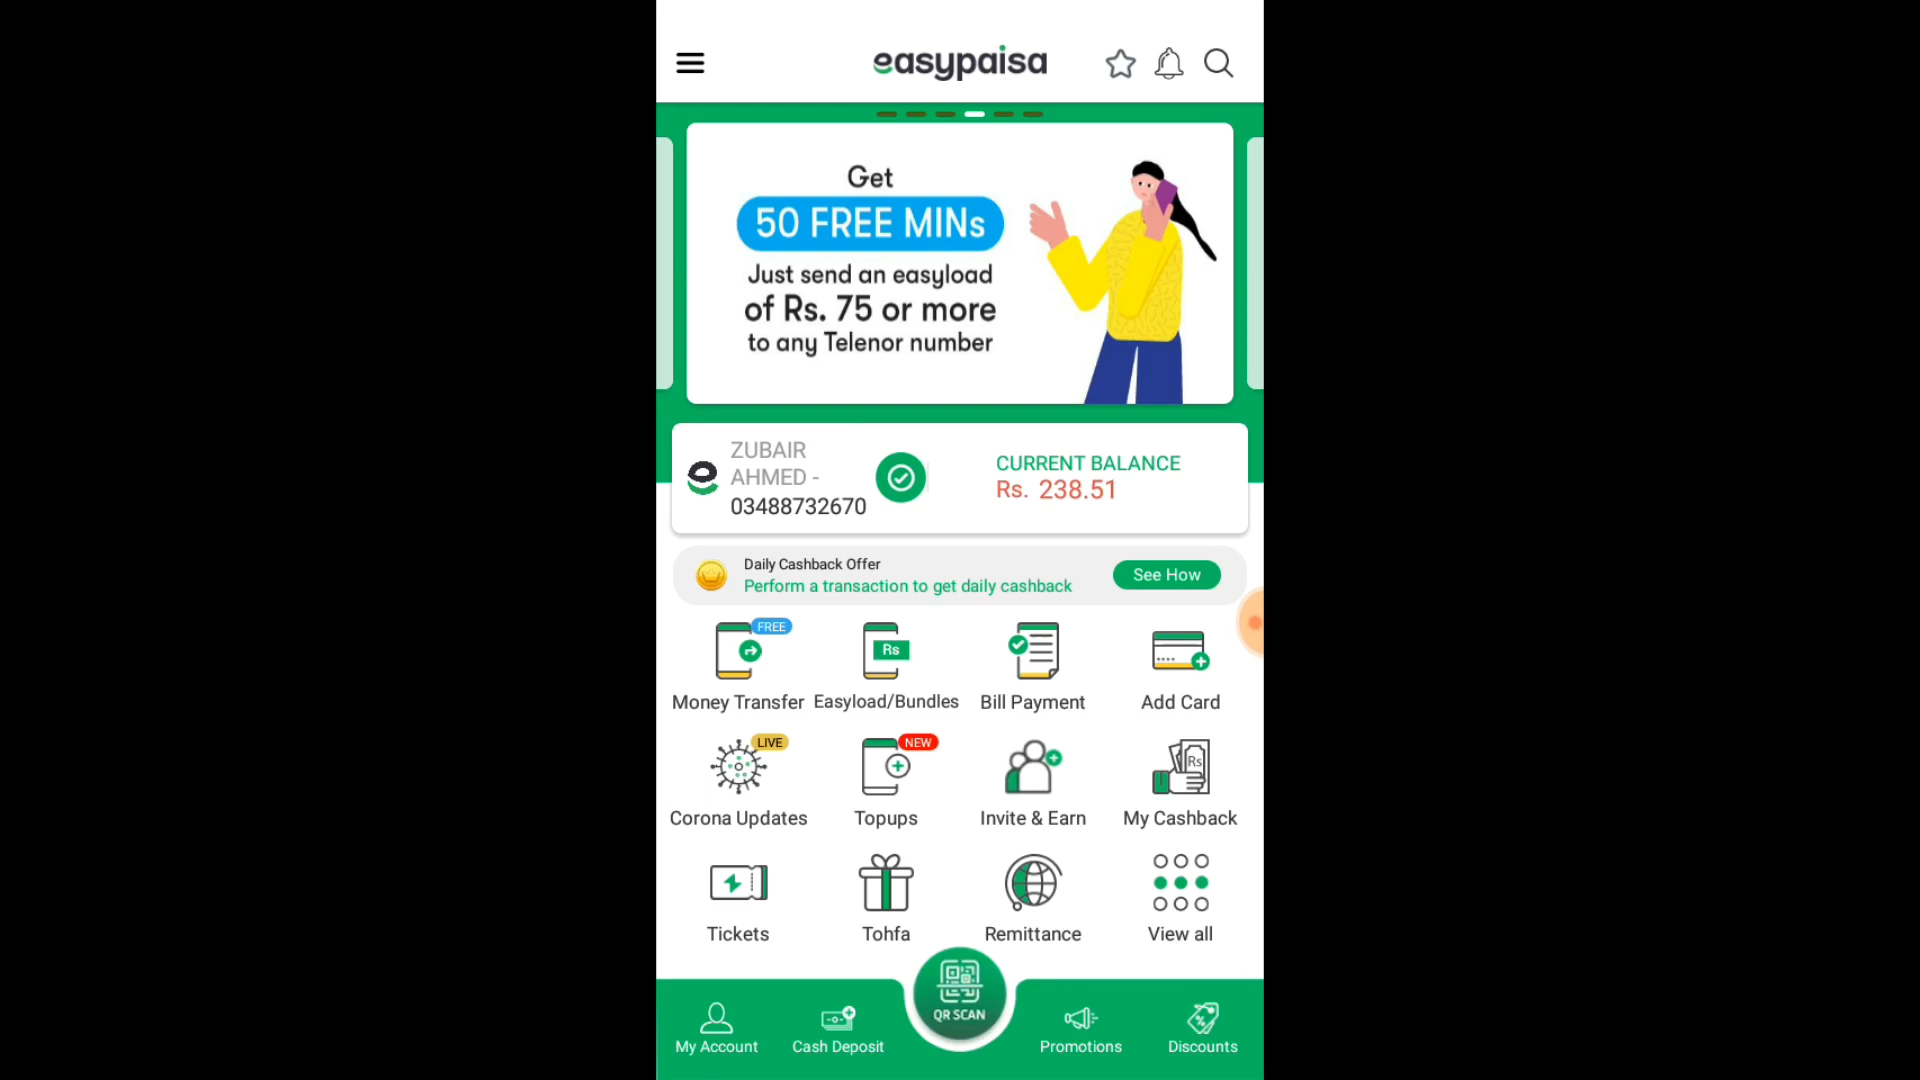 easypaisa
Get
50 FREE MINs
Just send an easyload
of Rs. 75 or more
to any Telenor number
ZUBAIR
AHMED -
03488732670
CURRENT BALANCE
Rs. 238.51
Daily Cashback Offer
Perform a transaction to get daily cashback
See How
FREE
Rs
Money Transfer
Easyload/Bundles
Bill Payment
Add Card
LIVE
NEW
Rs
Corona Updates
Topups
Invite & Earn
My Cashback
Tickets
Tohfa
Remittance
View all
QR SCAN
My Account
Cash Deposit
Promotions
Discounts